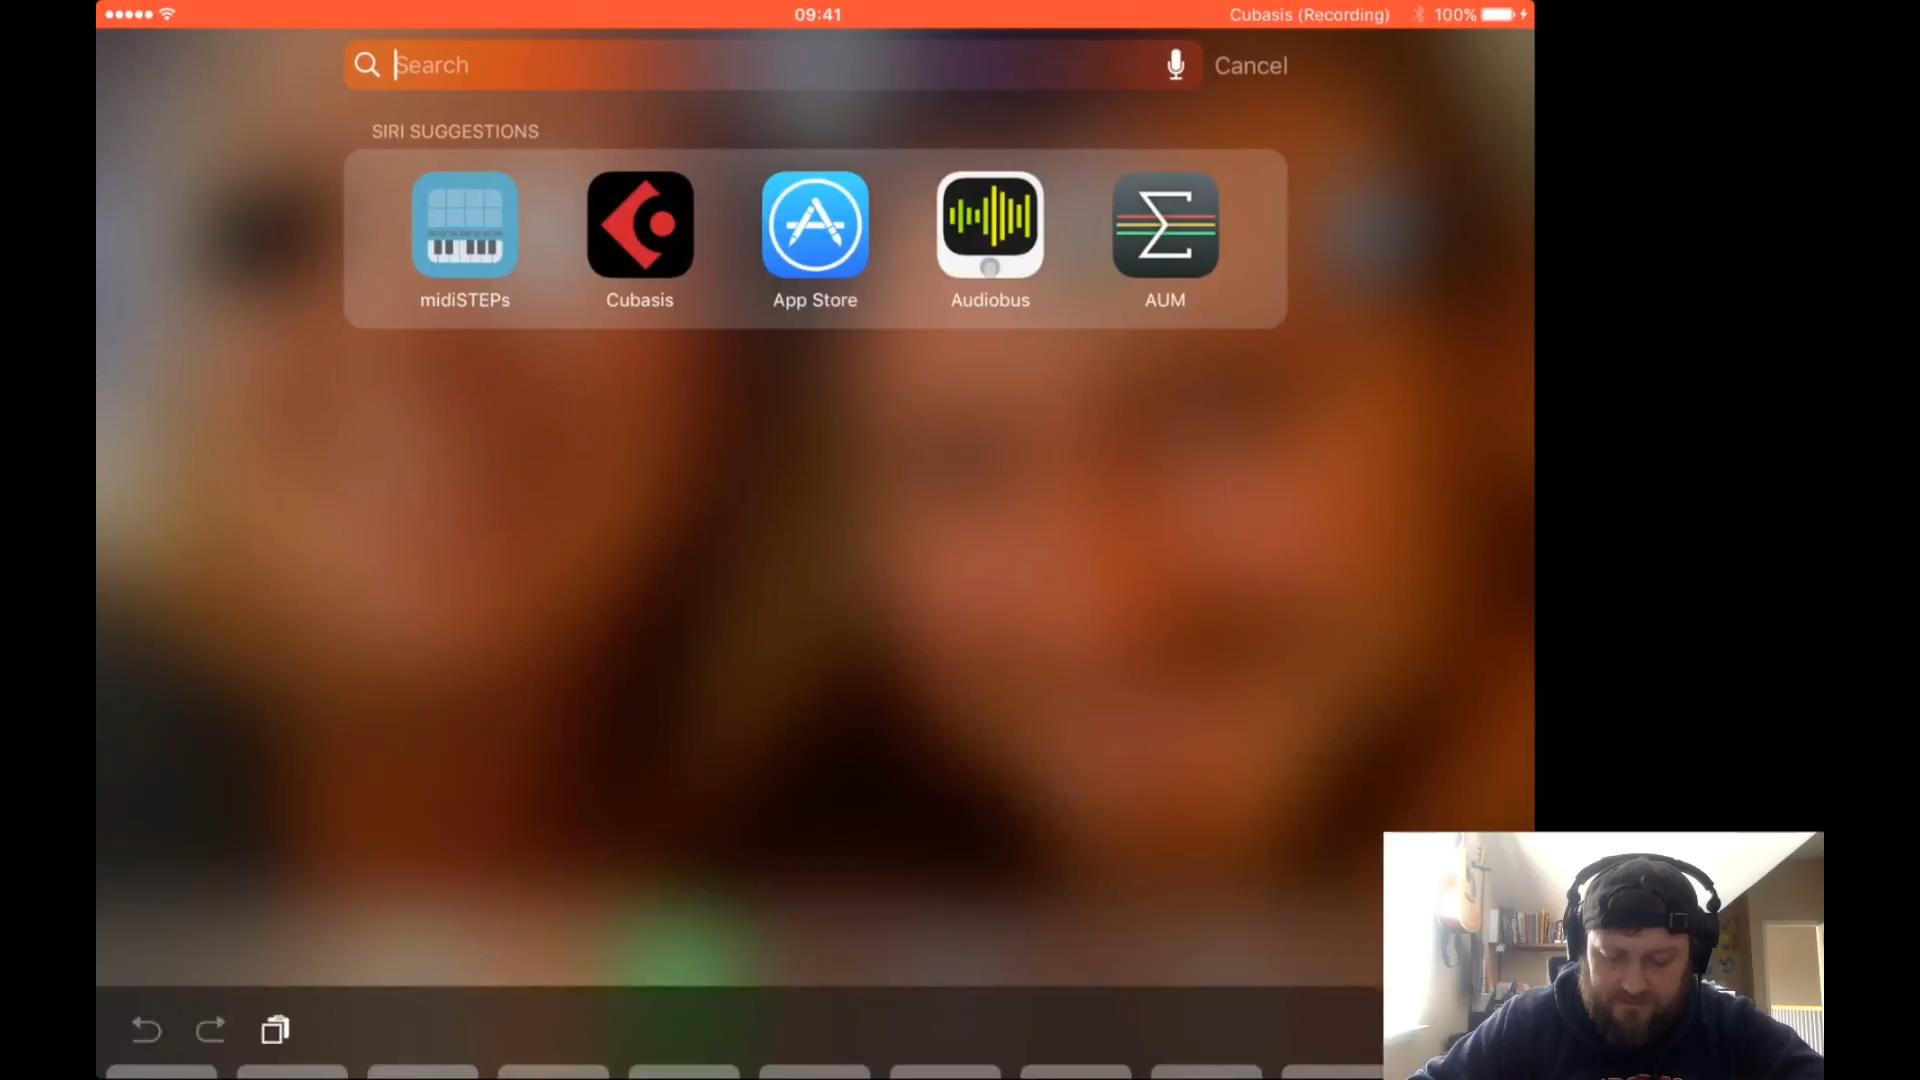 09:41
Cubasis (Recording) 100%
Search
Cancel
SIRI SUGGESTIONS
midiSTEPs Cubasis App Store Audiobus AUM